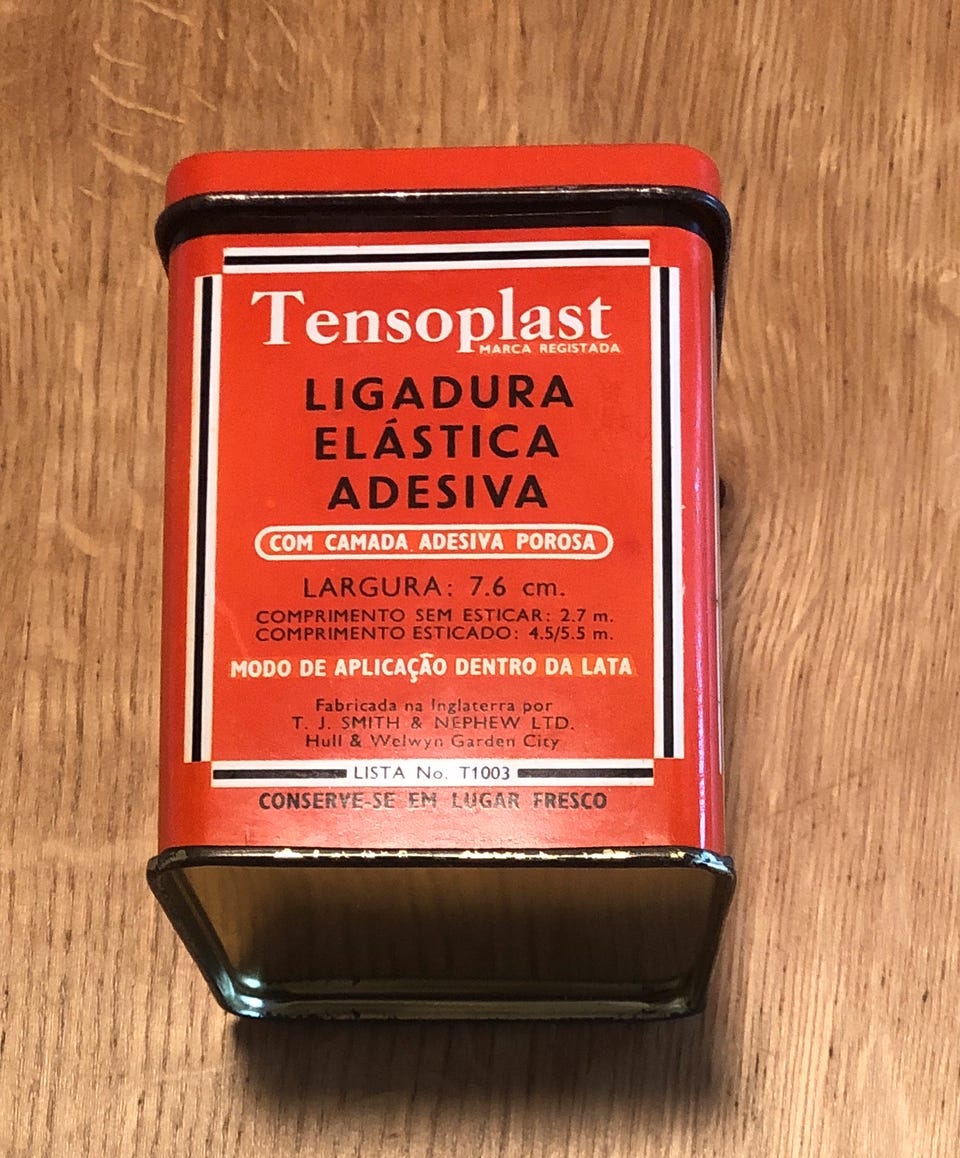 Tensoplast
MARCA REGISTADA
LIGADURA
ELÁSTICA
ADESIVA
COM CAMADA ADESIVA POROSA
LARGURA: 7.6 cm.
COMPRIMENTO SEM ESTICAR: 2.7 m.
COMPRIMENTO ESTICADO: 4.5/5.5 m.
MODO DE APLICAÇÃO DENTRO DA LATA
Fabricada na Inglaterra por
T. J. SMITH & NEPHEW LTD.
Hull & Welwyn Garden City
LISTA No. T1003
CONSERVE-SE EM LUGAR FRESCO